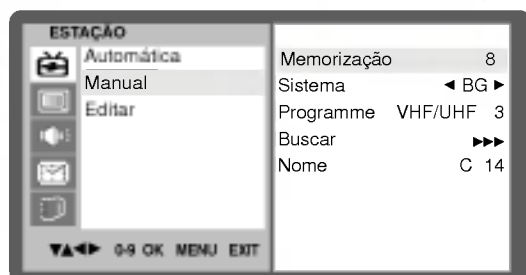 ESTAÇÃO
Automática
Manual
Editar
▼▲◀▶ 0-9 OK MENU EXIT
Memorização 8
Sistema ◀ BG ▶
Programme VHF/UHF 3
Buscar ▶▶▶
Nome C 14